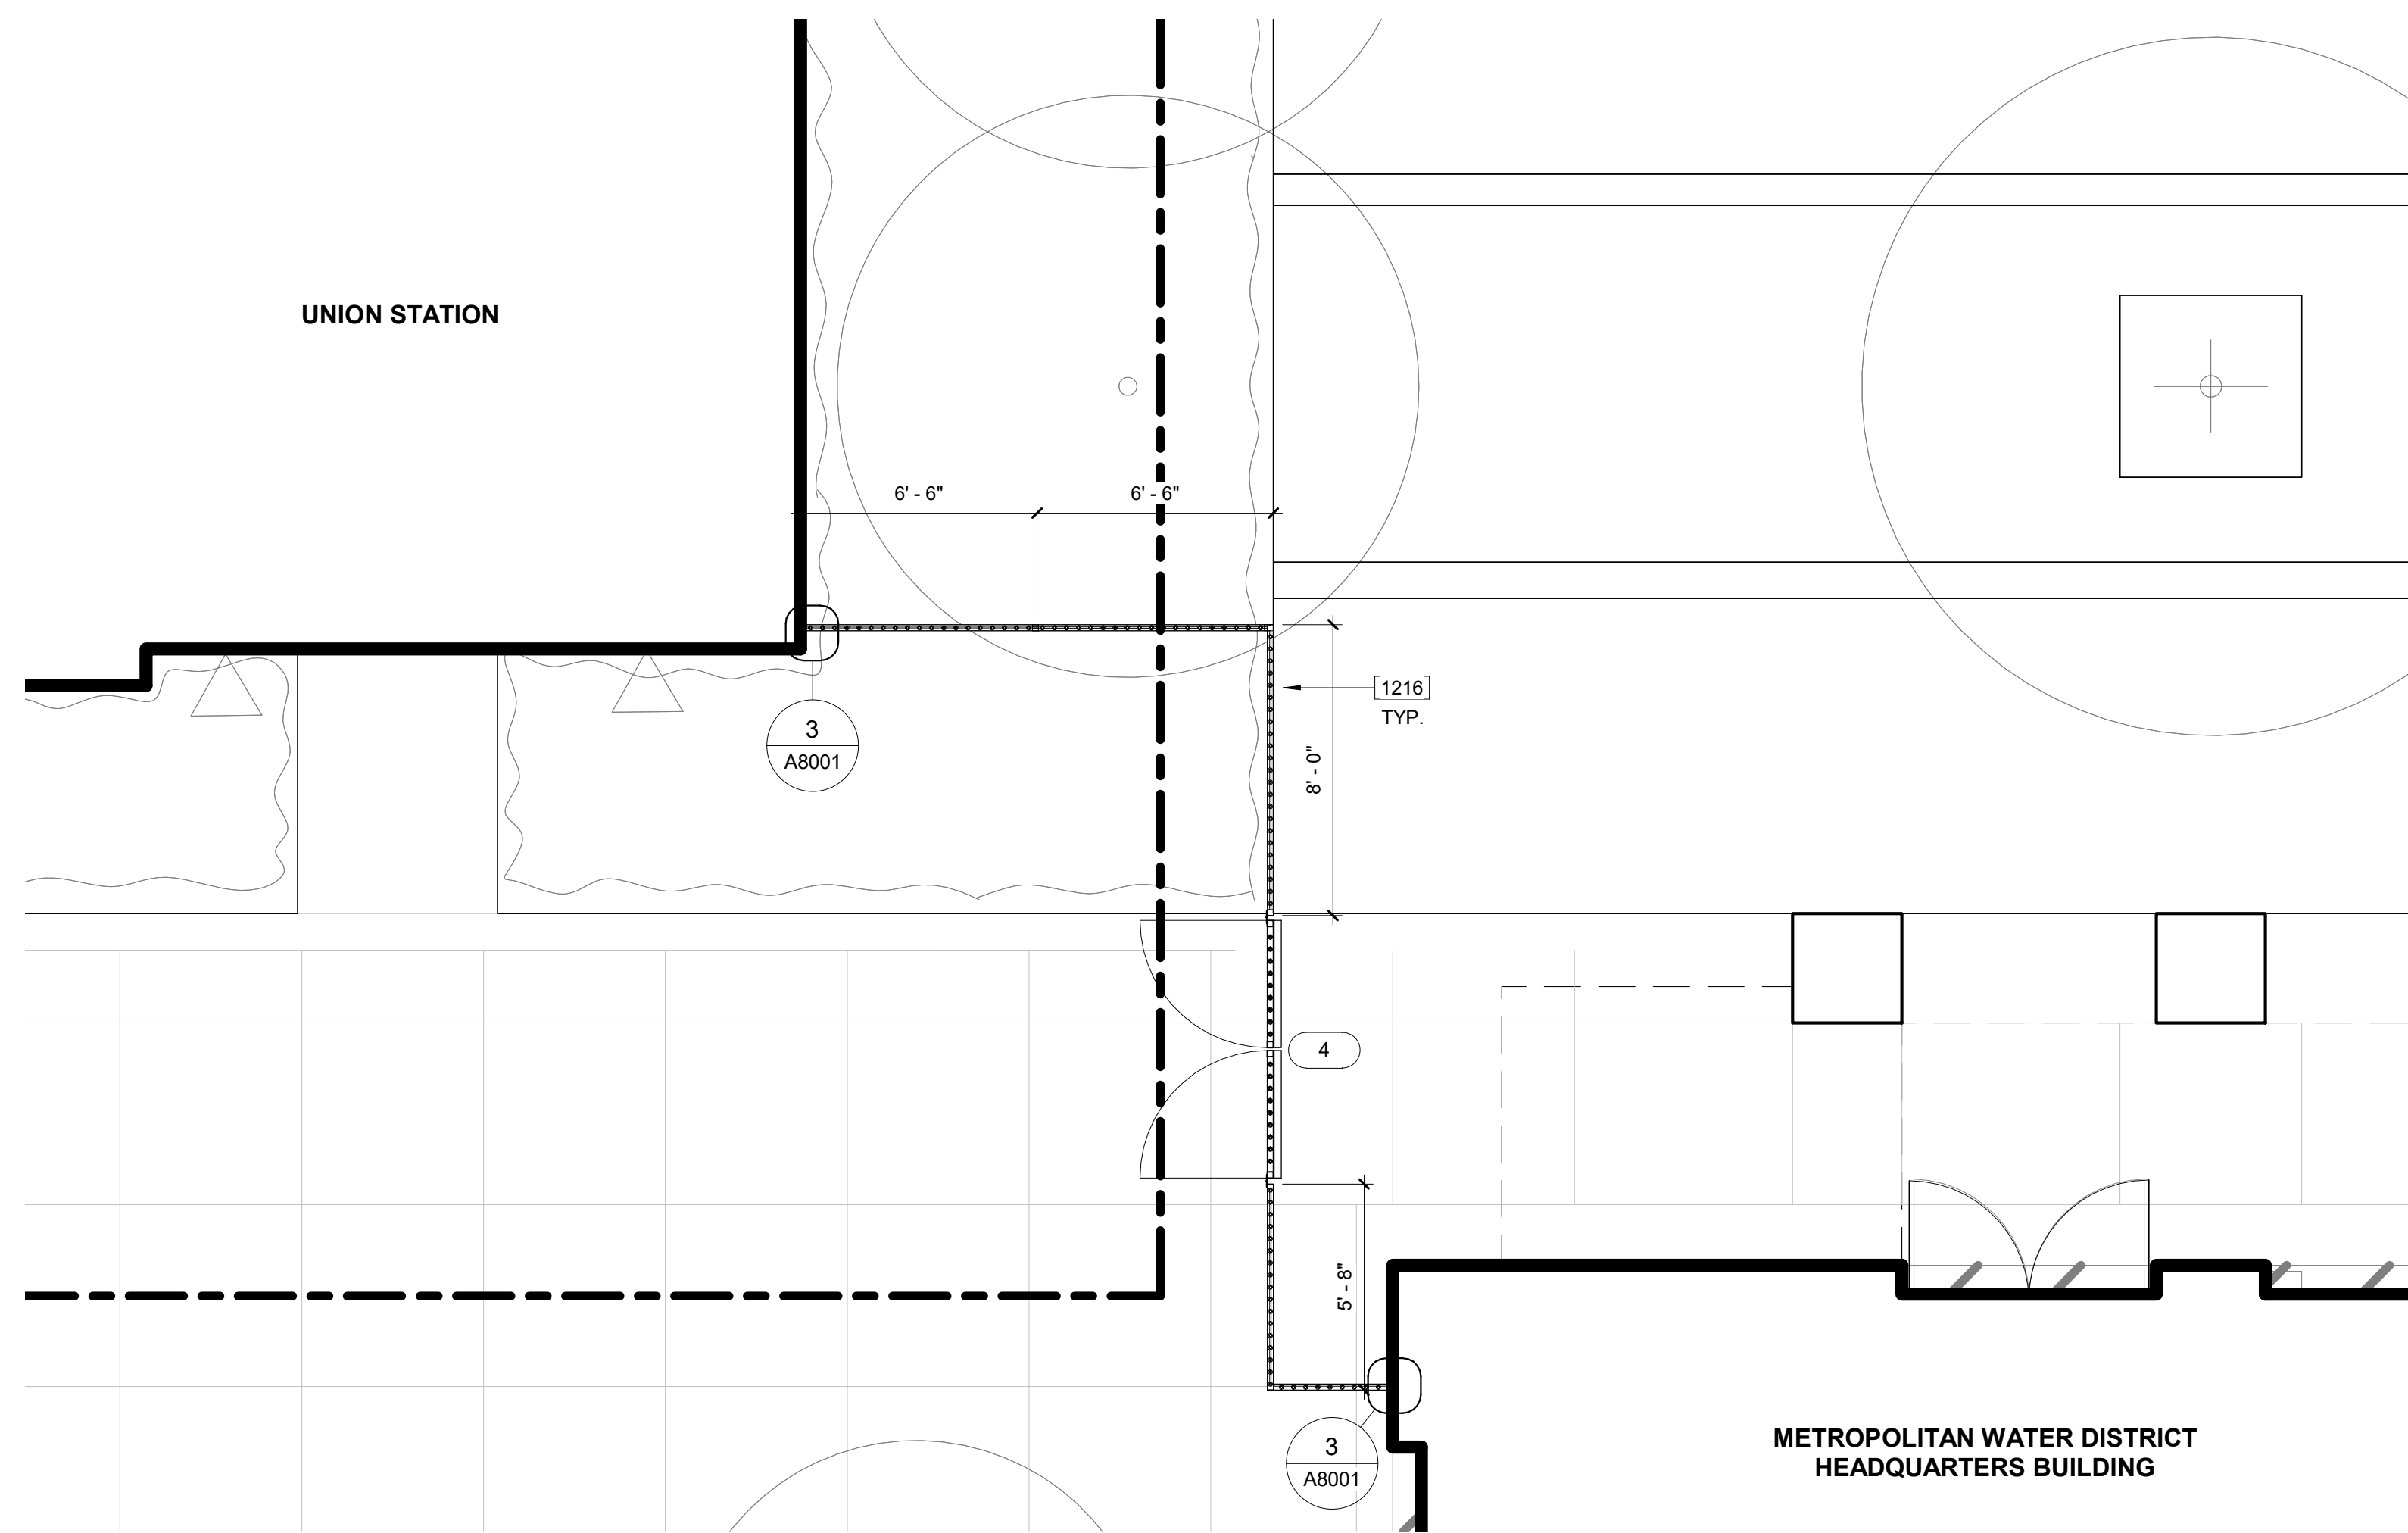 UNION STATION
6' - 6"
6' - 6"
1216
TYP.
3
A8001
8' - 0"
4
5' - 8"
3
A8001
METROPOLITAN WATER DISTRICT
HEADQUARTERS BUILDING